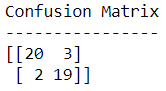 Confusion Matrix
----------------
[[20  3]
 [ 2 19]]